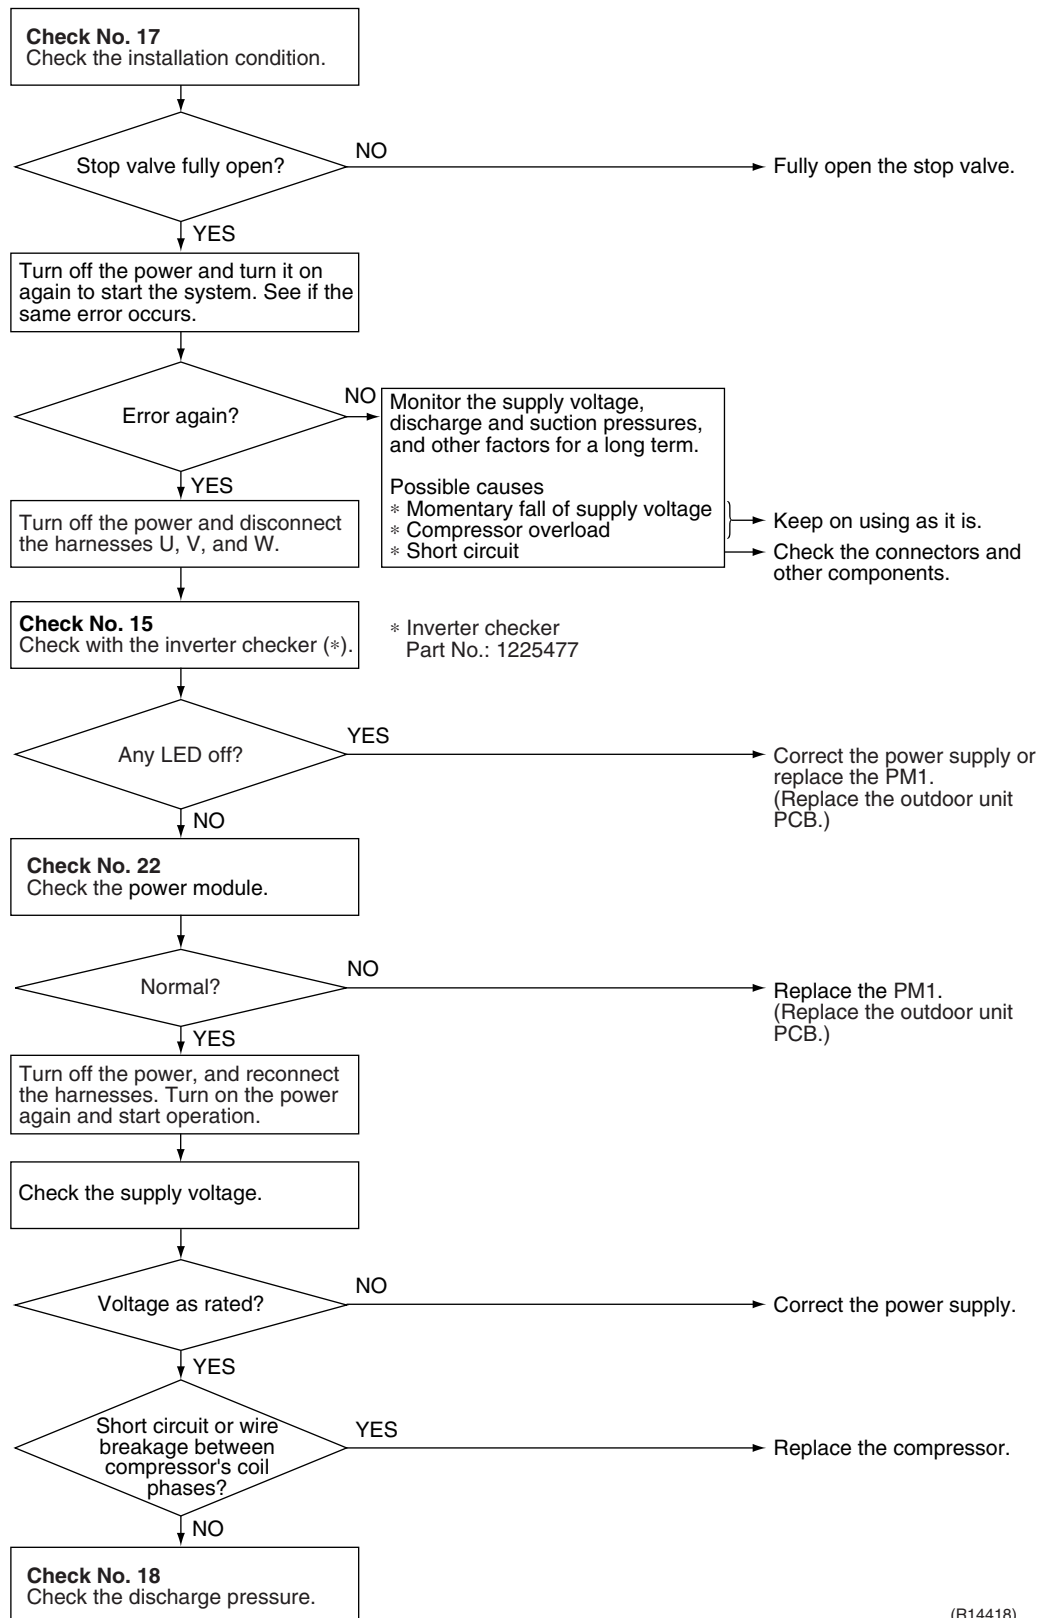 Check No. 17
Check the installation condition.
Stop valve fully open?
NO
Fully open the stop valve.
YES
Turn off the power and turn it on
again to start the system. See if the
same error occurs.
Error again?
NO
Monitor the supply voltage,
discharge and suction pressures,
and other factors for a long term.
Possible causes
∗ Momentary fall of supply voltage
∗ Compressor overload
Keep on using as it is.
∗ Short circuit
Check the connectors and
other components.
YES
Turn off the power and disconnect
the harnesses U, V, and W.
Check No. 15
Check with the inverter checker (∗).
∗ Inverter checker
Part No.: 1225477
Any LED off?
YES
Correct the power supply or
replace the PM1.
(Replace the outdoor unit
PCB.)
NO
Check No. 22
Check the power module.
Normal?
NO
Replace the PM1.
(Replace the outdoor unit
PCB.)
YES
Turn off the power, and reconnect
the harnesses. Turn on the power
again and start operation.
Check the supply voltage.
Voltage as rated?
NO
Correct the power supply.
YES
Short circuit or wire
breakage between
compressor's coil
phases?
YES
Replace the compressor.
NO
Check No. 18
Check the discharge pressure.
(R14418)